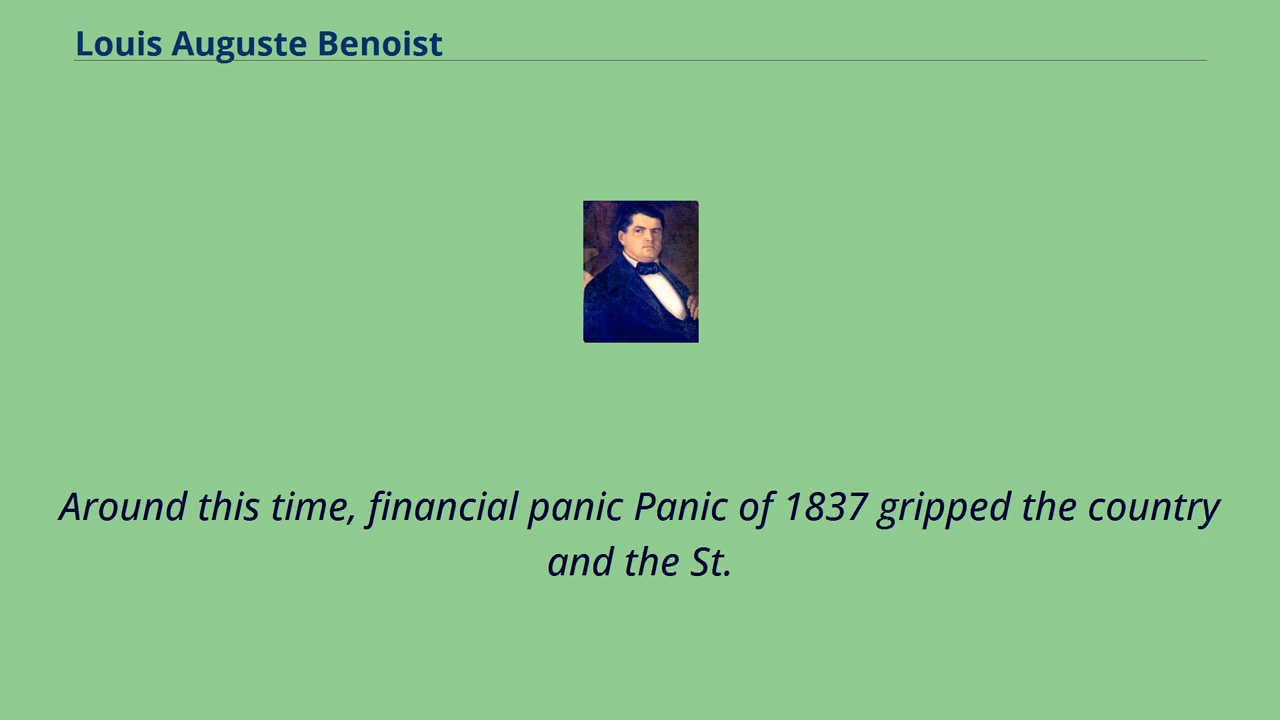 Louis Auguste Benoist
Around this time, financial panic Panic of 1837 gripped the country
and the St.